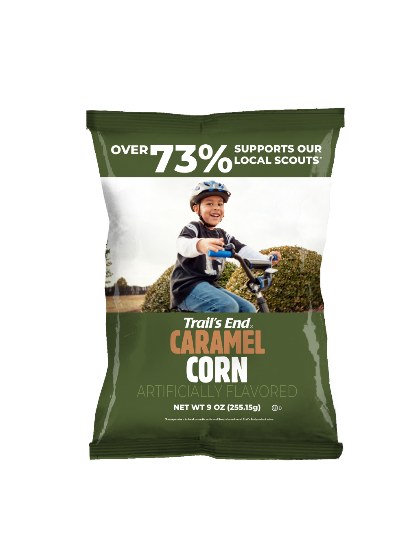 OVER 73% SUPPORTS OUR
LOCAL SCOUTS*
Trail's End®
CARAMEL
CORN
ARTIFICIALLY FLAVORED
NET WT 9 OZ (255.15g)